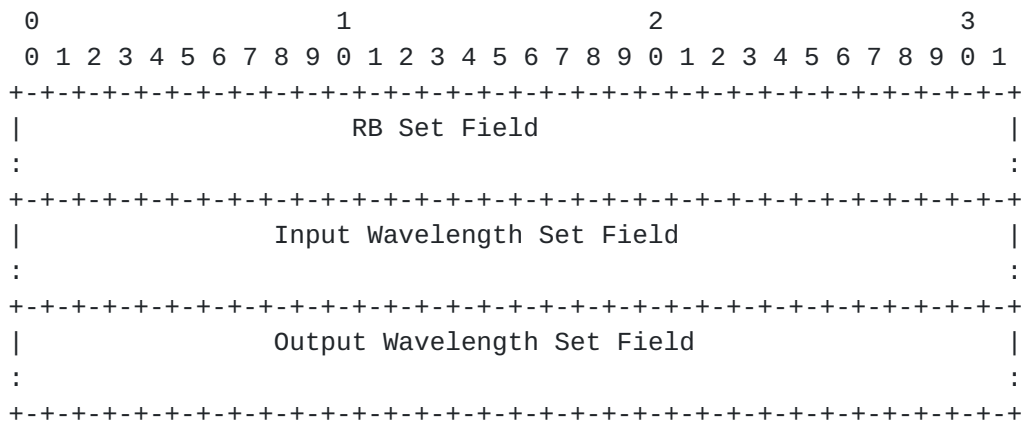 0                   1                   2                   3
 0 1 2 3 4 5 6 7 8 9 0 1 2 3 4 5 6 7 8 9 0 1 2 3 4 5 6 7 8 9 0 1
+-+-+-+-+-+-+-+-+-+-+-+-+-+-+-+-+-+-+-+-+-+-+-+-+-+-+-+-+-+-+-+-+
|                     RB Set Field                              |
:                                                               :
+-+-+-+-+-+-+-+-+-+-+-+-+-+-+-+-+-+-+-+-+-+-+-+-+-+-+-+-+-+-+-+-+
|                Input Wavelength Set Field                     |
:                                                               :
+-+-+-+-+-+-+-+-+-+-+-+-+-+-+-+-+-+-+-+-+-+-+-+-+-+-+-+-+-+-+-+-+
|                Output Wavelength Set Field                    |
:                                                               :
+-+-+-+-+-+-+-+-+-+-+-+-+-+-+-+-+-+-+-+-+-+-+-+-+-+-+-+-+-+-+-+-+